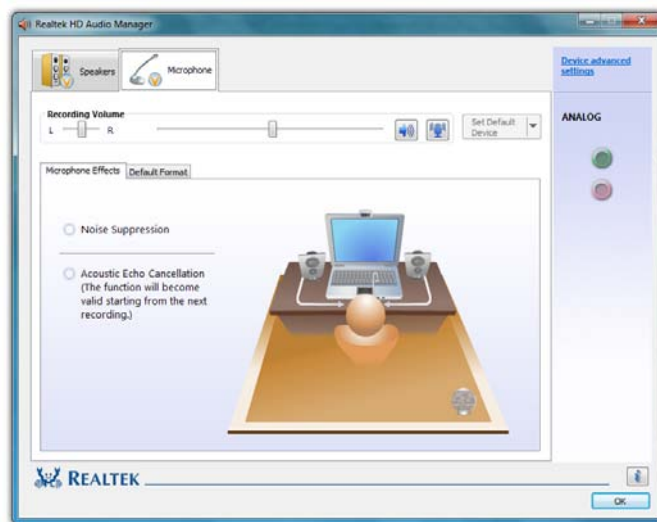 Realtek HD Audio Manager
Speakers
Microphone
Device advanced
settings
Recording Volume
L R
Set Default
Device
ANALOG
Microphone Effects Default Format
Noise Suppression
Acoustic Echo Cancellation
(The function will become
valid starting from the next
recording.)
REALTEK
i
OK